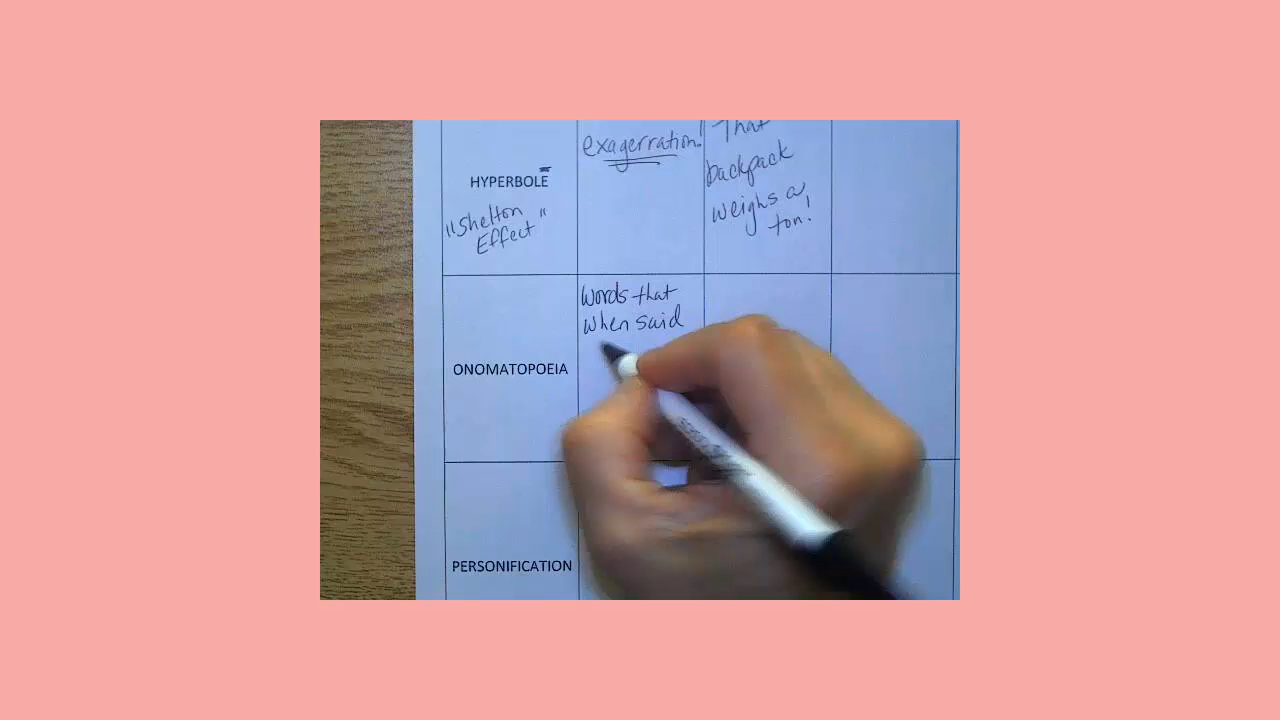 exagerration!
That
backpack
weighs a
ton!
HYPERBOLE
"Shelton
Effect"
words that
when said
ONOMATOPOEIA
PERSONIFICATION